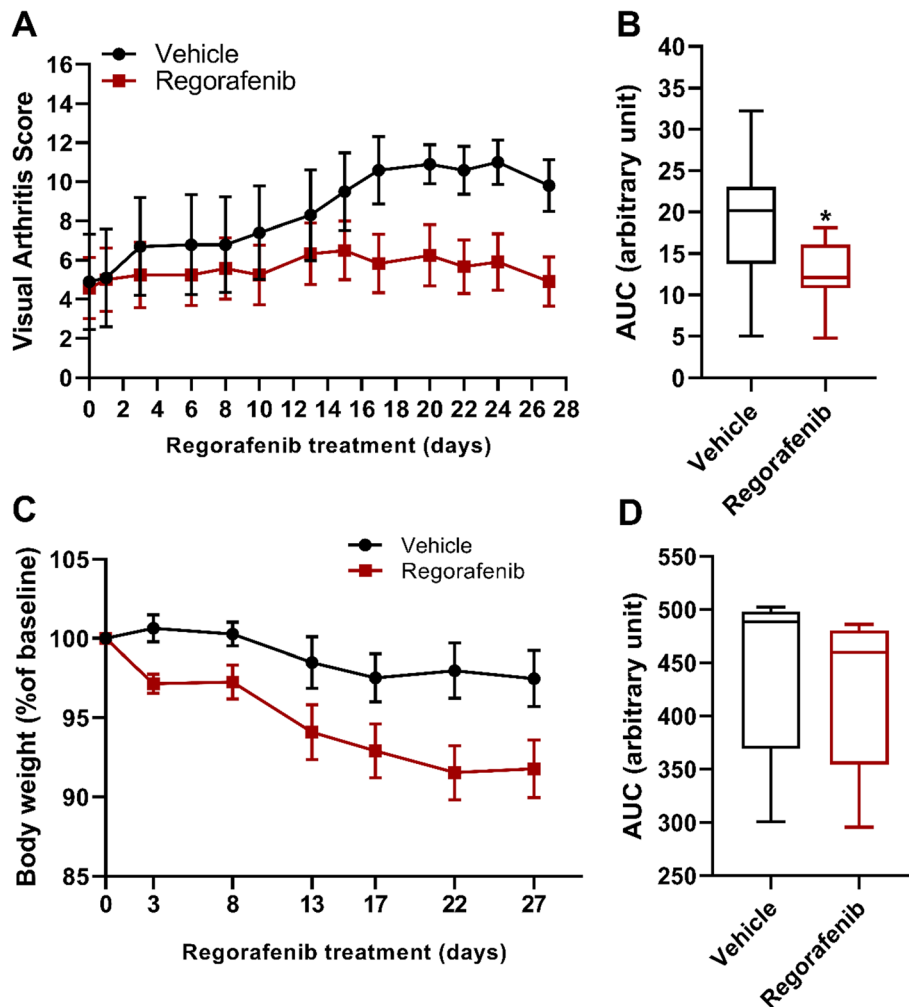 A
Vehicle
Regorafenib
Visual Arthritis Score
16
14
12
10
8
6
4
2
0
0 2 4 6 8 10 12 14 16 18 20 22 24 26 28
Regorafenib treatment (days)
B
AUC (arbitrary unit)
40
35
30
25
20
15
10
5
0
*
Vehicle
Regorafenib
C
Vehicle
Regorafenib
Body weight (%of baseline)
105
100
95
90
85
0 3 8 13 17 22 27
Regorafenib treatment (days)
D
AUC (arbitrary unit)
550
500
450
400
350
300
250
Vehicle
Regorafenib